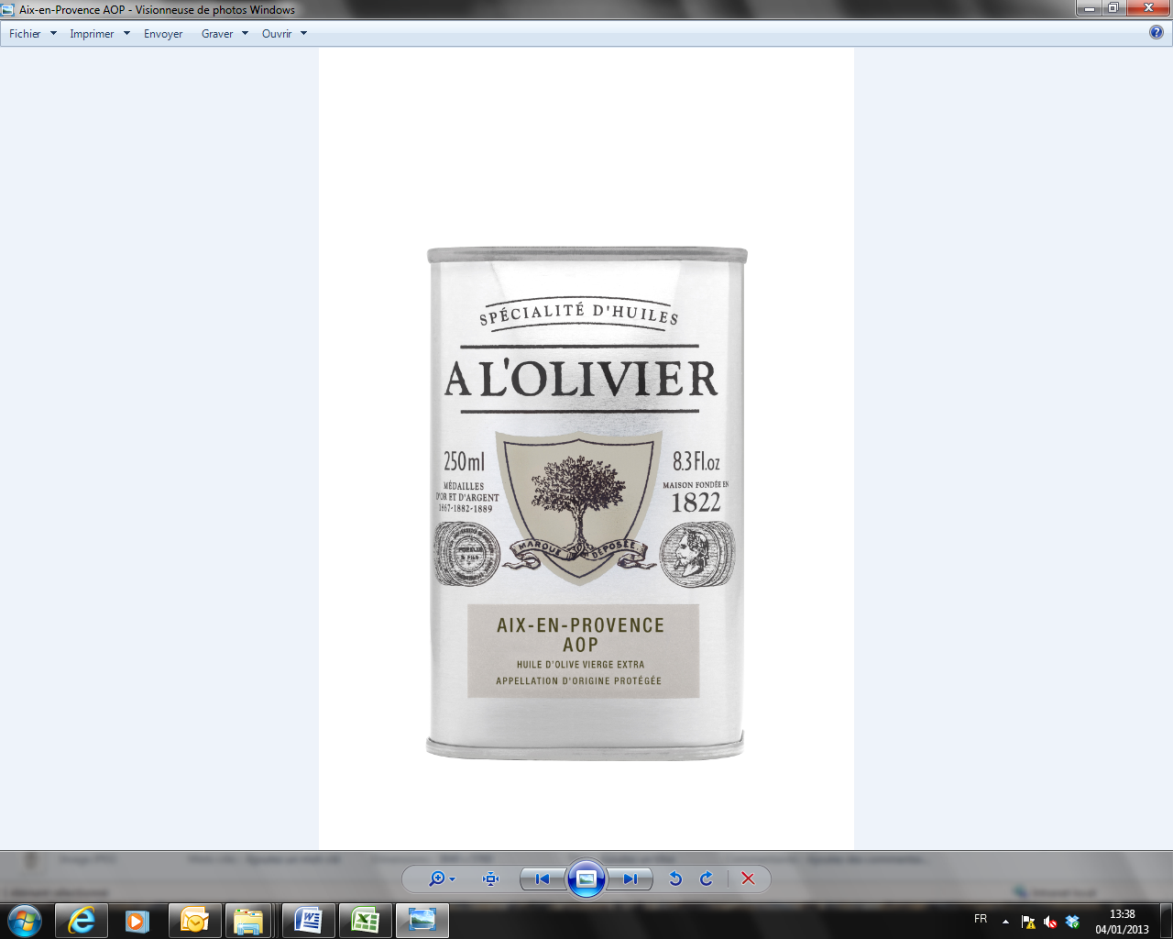 Aix-en-Provence AOP - Visionneuse de photos Windows
Fichier Imprimer Envoyer Graver Ouvrir
SPÉCIALITÉ D'HUILES
A L'OLIVIER
250ml
8.3 Fl.oz
MÉDAILLES
D'OR ET D'ARGENT
1867-1882-1889
MAISON FONDÉE EN
1822
MARQUE DÉPOSÉE
AIX-EN-PROVENCE
AOP
HUILE D'OLIVE VIERGE EXTRA
APPELLATION D'ORIGINE PROTÉGÉE
FR
13:38
04/01/2013